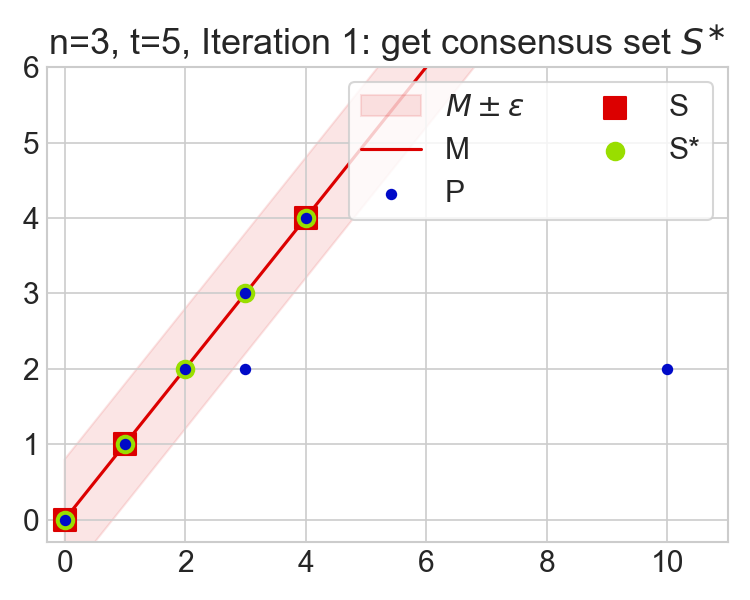 n=3, t=5, Iteration 1: get consensus set S*
6
5
4
3
2
1
0
M ± ε
M
P
S
S*
0 2 4 6 8 10